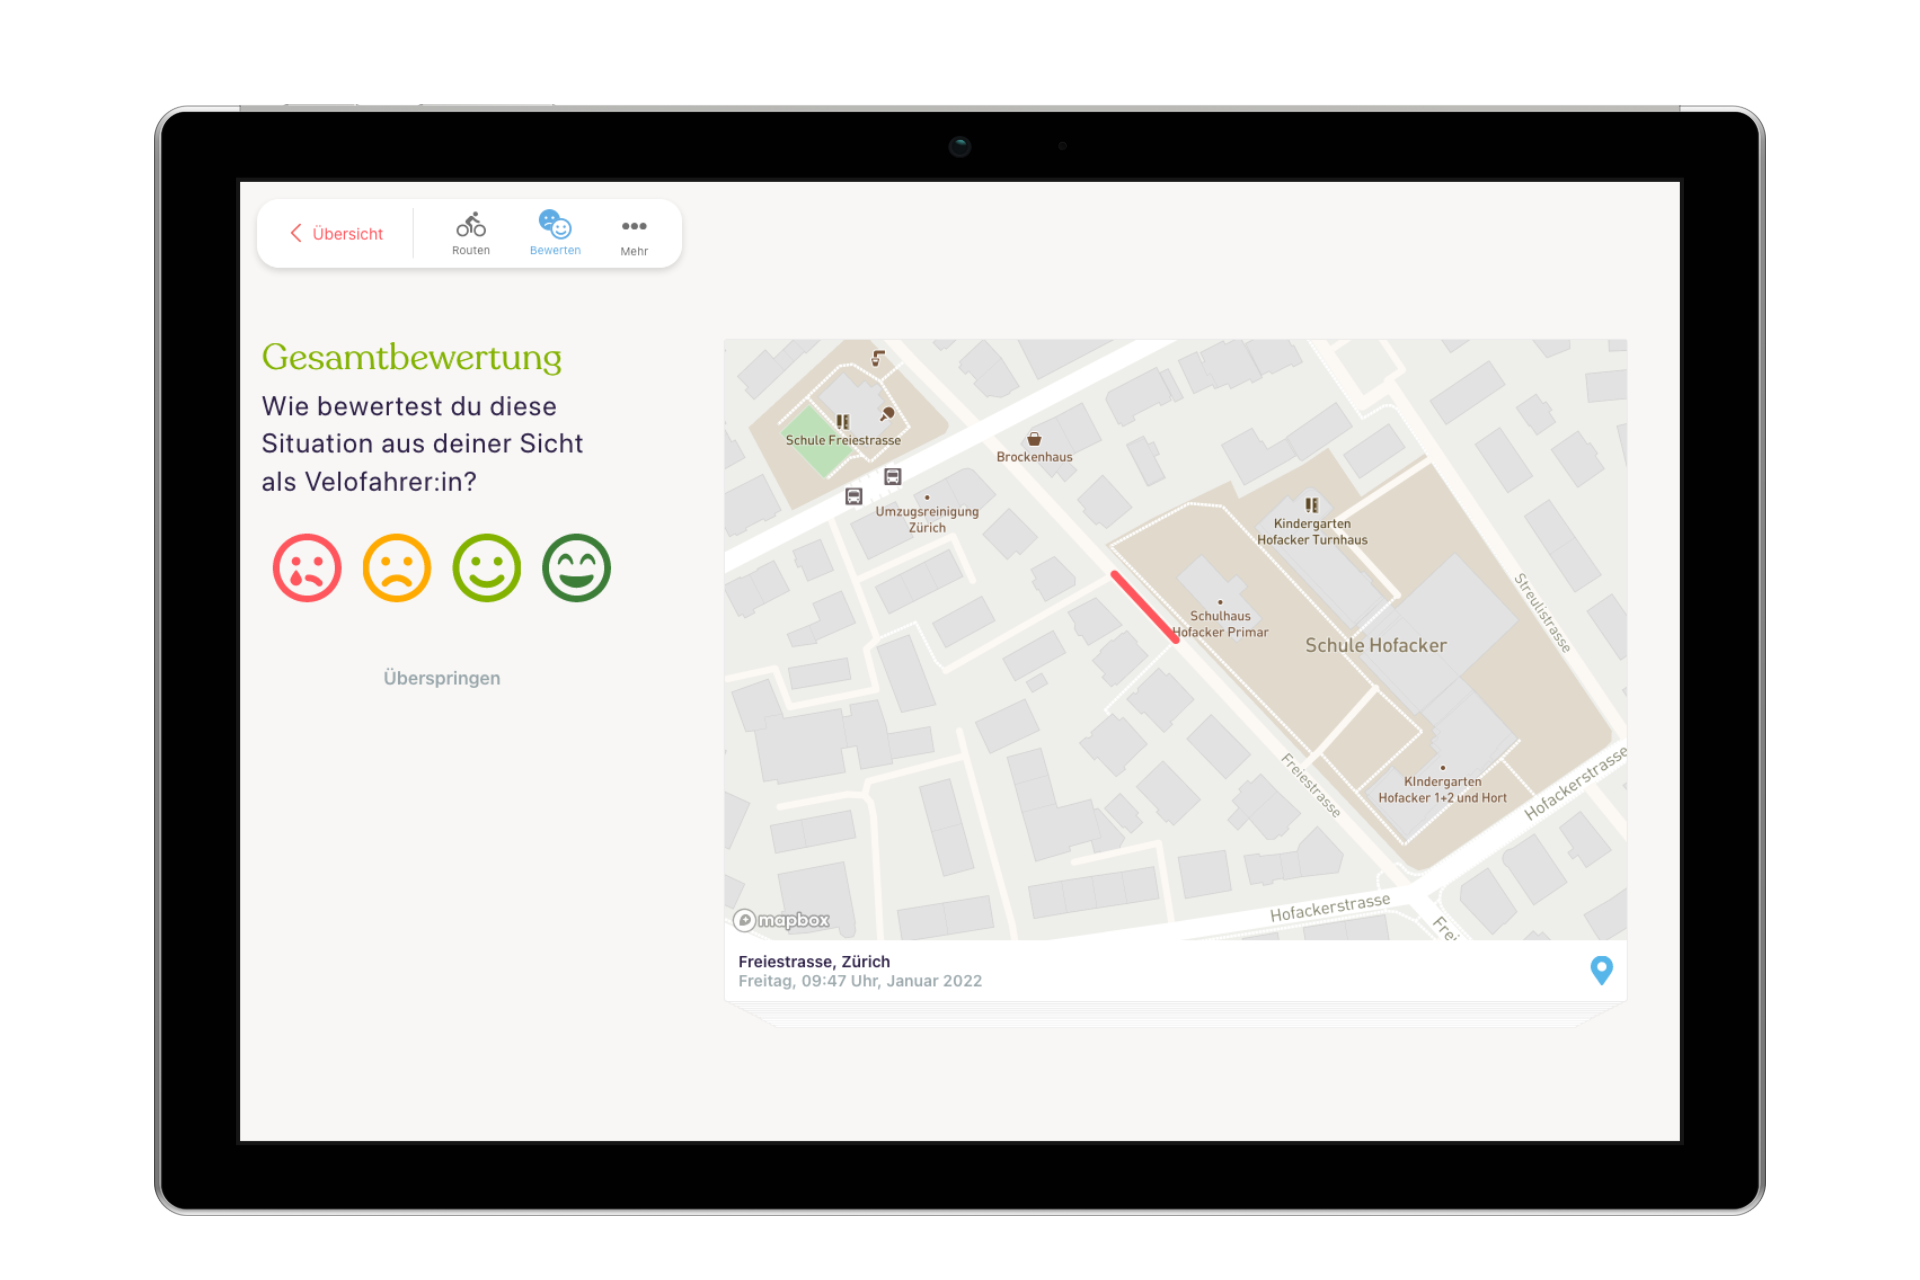 Übersicht
Routen
Bewerten
Mehr
Gesamtbewertung
Wie bewertest du diese
Situation aus deiner Sicht
als Velofahrer:in?
Überspringen
Schule Freiestrasse
Brockenhaus
Umzugsreinigung
Zürich
Kindergarten
Hofacker Turnhaus
Schulhaus
Hofacker Primar
Schule Hofacker
Streulistrasse
Freiestrasse
KIndergarten
Hofacker 1+2 und Hort
Hofackerstrasse
Hofackerstrasse
Frei
mapbox
Freiestrasse, Zürich
Freitag, 09:47 Uhr, Januar 2022